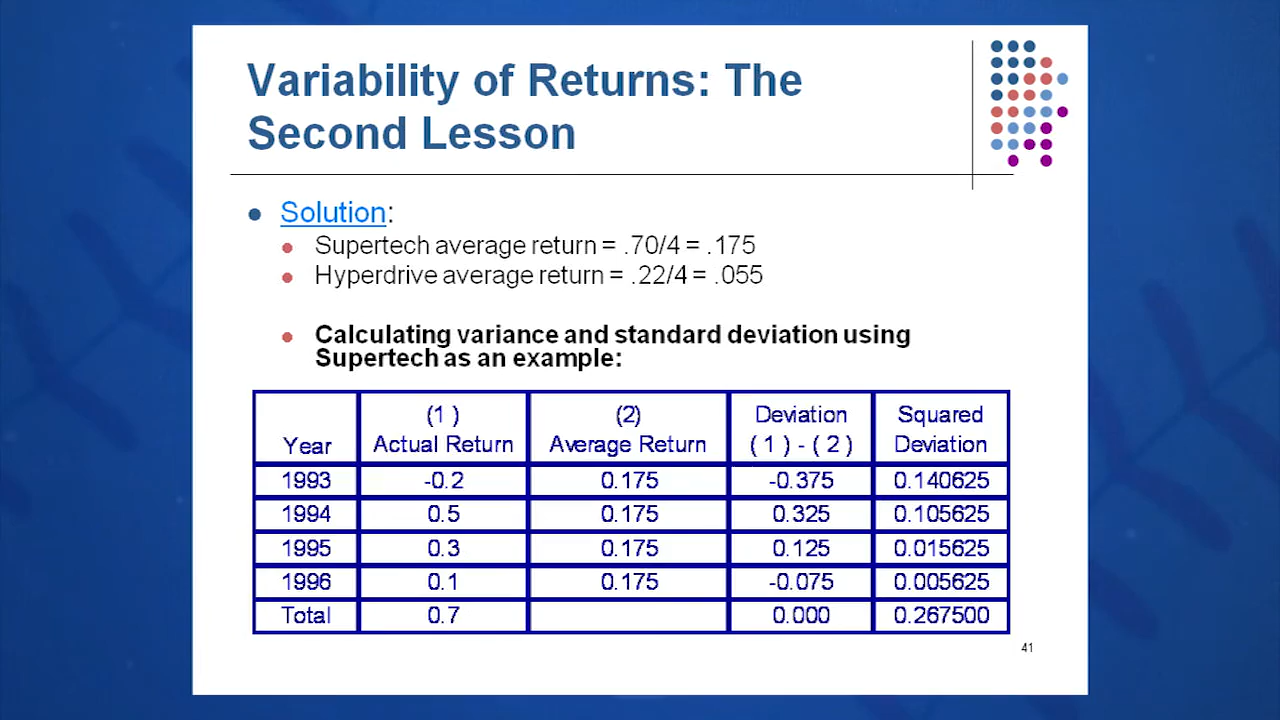 Variability of Returns: The
Second Lesson
Solution:
Supertech average return = .70/4 = .175
Hyperdrive average return = .22/4 = .055
Calculating variance and standard deviation using
Supertech as an example:
Year (1 ) Actual Return (2) Average Return Deviation ( 1 ) - ( 2 ) Squared Deviation
1993 -0.2 0.175 -0.375 0.140625
1994 0.5 0.175 0.325 0.105625
1995 0.3 0.175 0.125 0.015625
1996 0.1 0.175 -0.075 0.005625
Total 0.7 0.000 0.267500
41